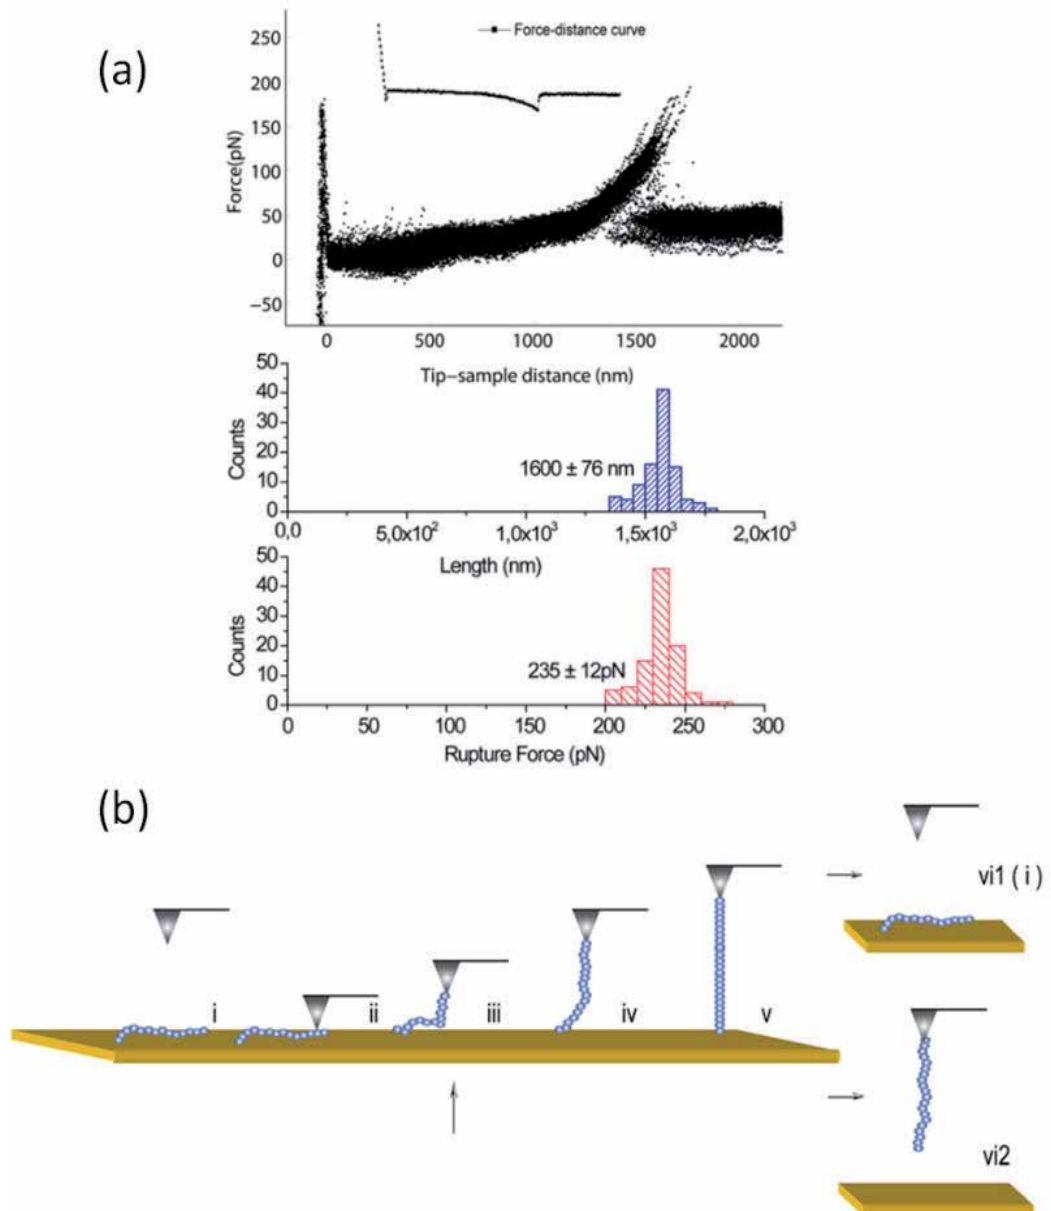 (a)
Force-distance curve
Force(pN)
250
200
150
100
50
0
−50
0 500 1000 1500 2000
Tip−sample distance (nm)
Counts
50
40
30
20
10
0
1600 ± 76 nm
0,0 5,0x10² 1,0x10³ 1,5x10³ 2,0x10³
Length (nm)
Counts
50
40
30
20
10
0
235 ± 12pN
0 50 100 150 200 250 300
Rupture Force (pN)
(b)
i ii iii iv v
vi1 ( i )
vi2